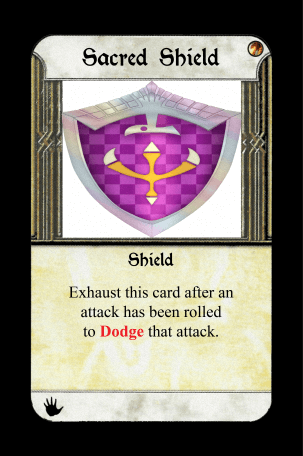 Sacred Shield
Shield
Exhaust this card after an
attack has been rolled
to Dodge that attack.